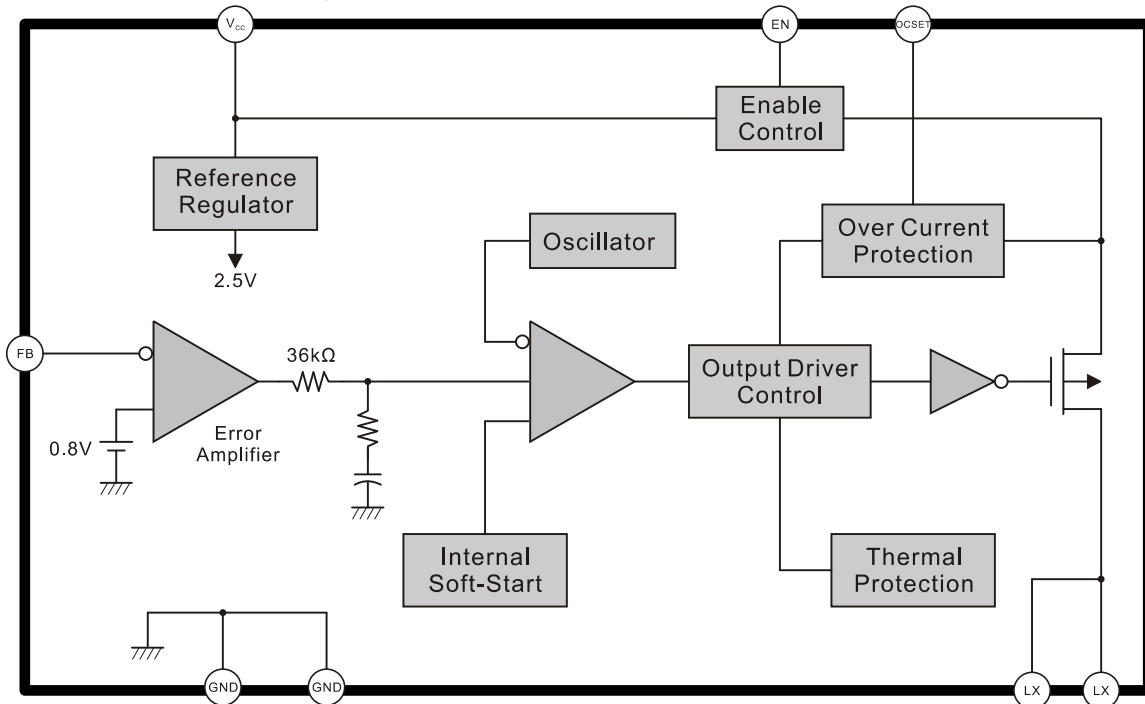 VCC
EN
OCSET
Enable
Control
Reference
Regulator
Over Current
Protection
Oscillator
2.5V
FB
36kΩ
Output Driver
Control
0.8V
Error
Amplifier
Internal
Soft-Start
Thermal
Protection
GND
GND
LX
LX